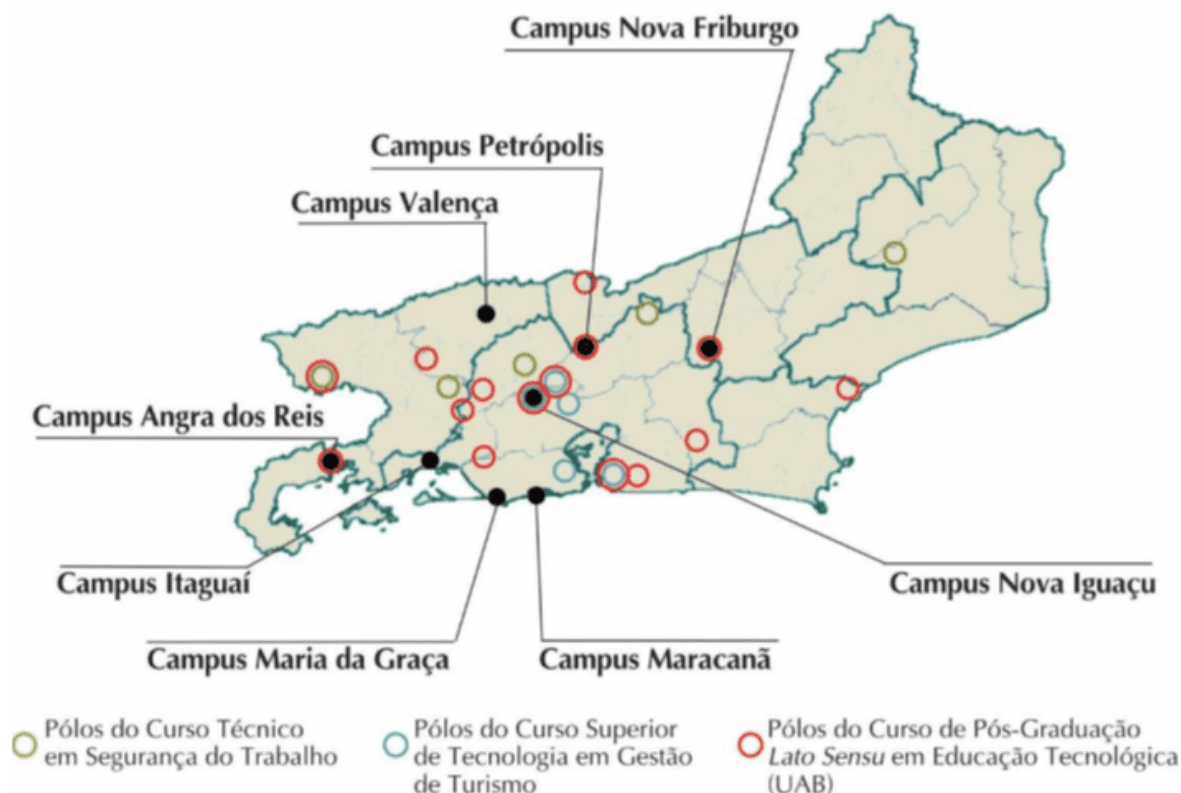 Campus Nova Friburgo
Campus Petrópolis
Campus Valença
Campus Angra dos Reis
Campus Itaguaí
Campus Nova Iguaçu
Campus Maria da Graça
Campus Maracanã
Pólos do Curso Técnico
em Segurança do Trabalho
Pólos do Curso Superior
de Tecnologia em Gestão
de Turismo
Pólos do Curso de Pós-Graduação
Lato Sensu em Educação Tecnológica
(UAB)